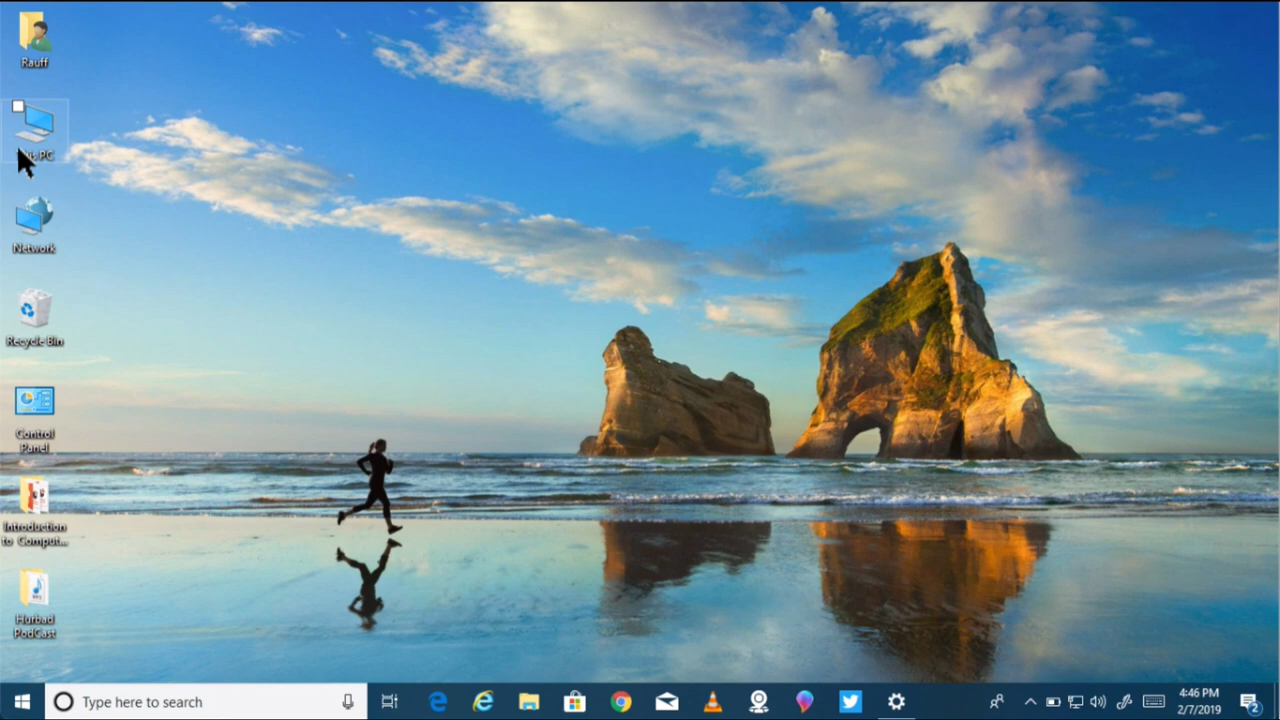 Rauff
PC
Network
Recycle Bin
Control
Panel
Introduction
to Comput...
Hurbad
PodCast
Type here to search
4:46 PM
2/7/2019
2